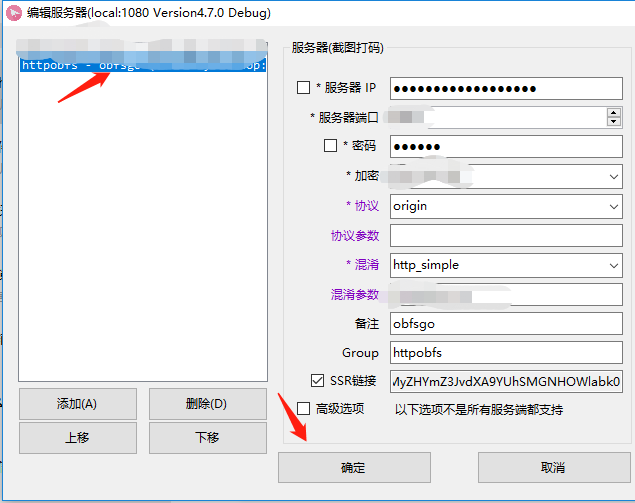 编辑服务器(local:1080 Version4.7.0 Debug)
httpobfs - obfsgo
服务器(截图打码)
* 服务器 IP ●●●●●●●●●●●●●●●●●●
* 服务器端口
* 密码 ●●●●●●
* 加密
* 协议 origin
协议参数
* 混淆 http_simple
混淆参数
备注 obfsgo
Group httpobfs
SSR链接 MyZHYmZ3JvdXA9YUhSMGNHOWlabk0
高级选项 以下选项不是所有服务端都支持
添加(A) 删除(D)
上移 下移
确定 取消